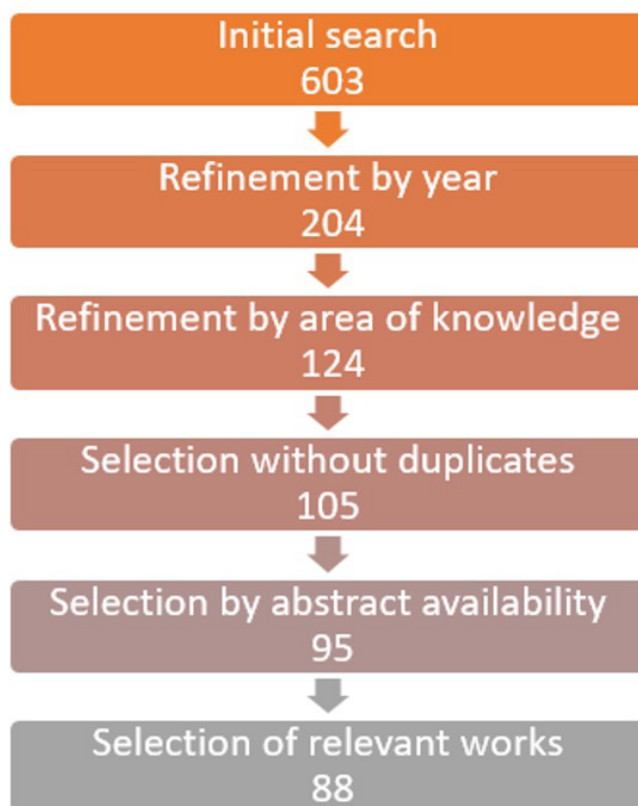 Initial search
603
Refinement by year
204
Refinement by area of knowledge
124
Selection without duplicates
105
Selection by abstract availability
95
Selection of relevant works
88